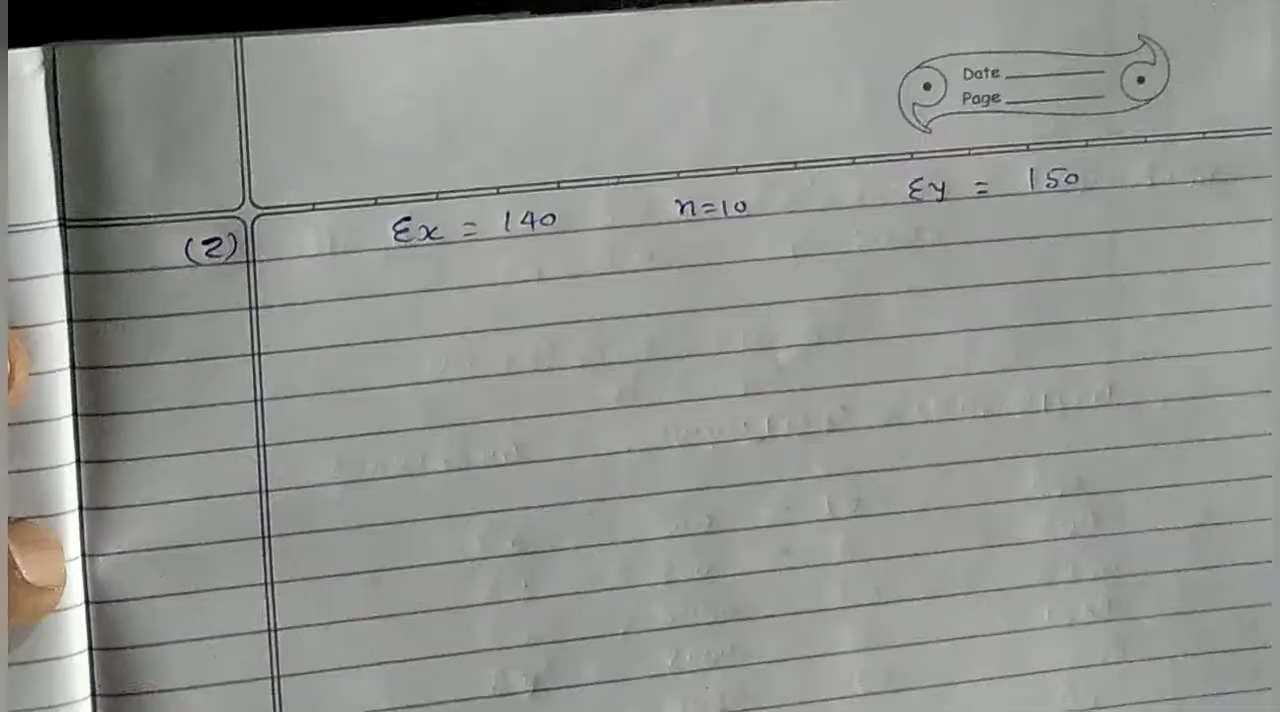 Date
Page
(2) Σx = 140 n=10 Σy = 150